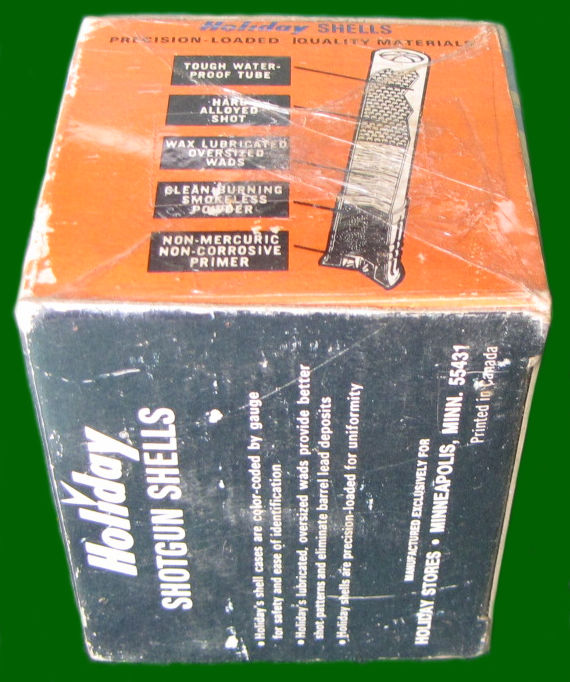 Holiday SHELLS
PRECISION-LOADED QUALITY MATERIALS
TOUGH WATER-
PROOF TUBE
HARD
ALLOYED
SHOT
WAX LUBRICATED
OVERSIZED
WADS
CLEAN BURNING
SMOKELESS
POWDER
NON-MERCURIC
NON-CORROSIVE
PRIMER
Holiday
SHOTGUN SHELLS
• Holiday's shell cases are color-coded by gauge
for safety and ease of identification.
• Holiday's lubricated, oversized wads provide better
shot patterns and eliminate barrel lead deposits
• Holiday shells are precision-loaded for uniformity
MANUFACTURED EXCLUSIVELY FOR
HOLIDAY STORES • MINNEAPOLIS, MINN. 55431
Printed in Canada